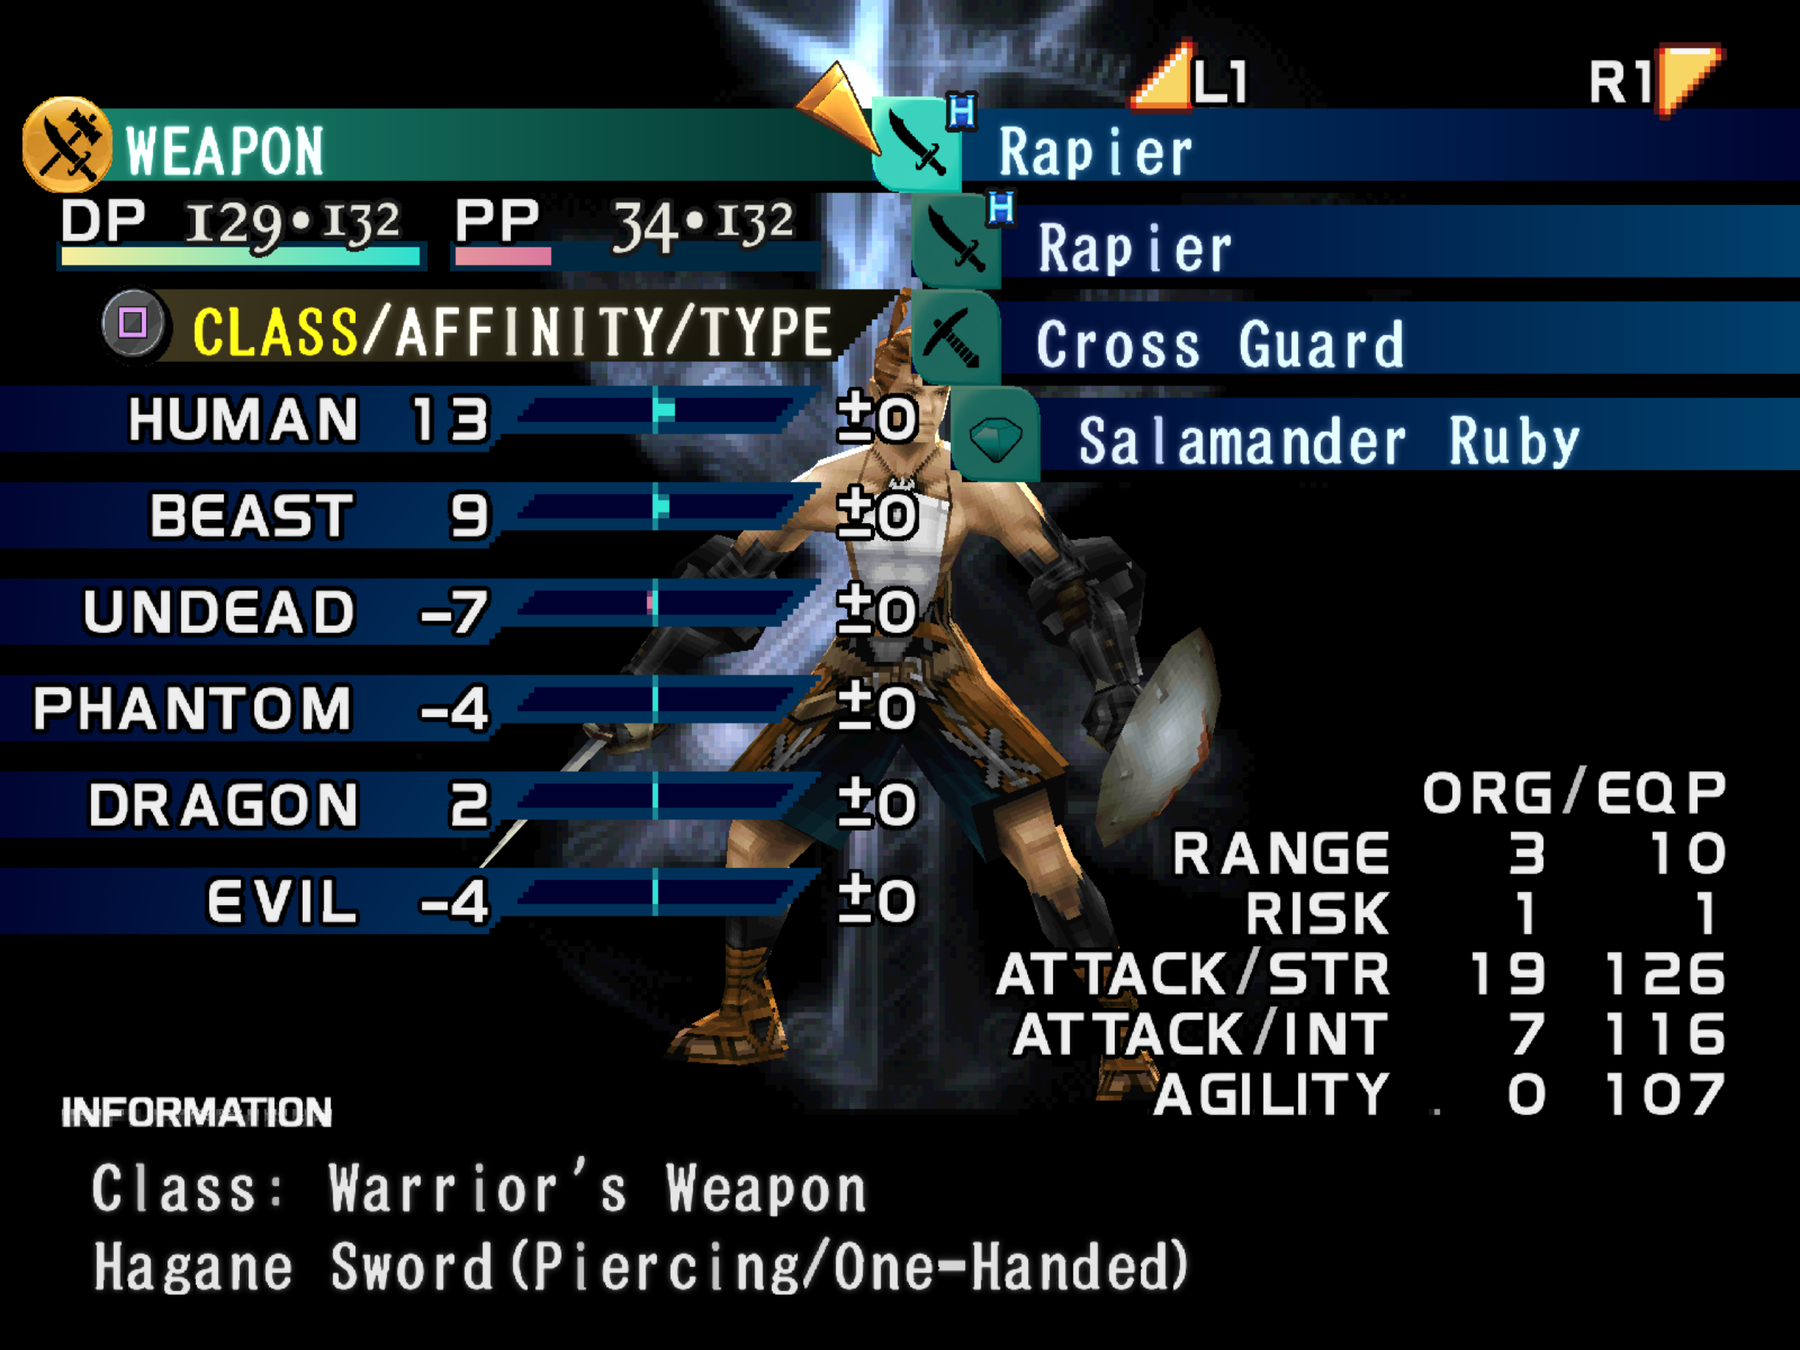 L1 R1
WEAPON
H Rapier
DP 129•132 PP 34•132
H Rapier
CLASS/AFFINITY/TYPE
Cross Guard
HUMAN 13 ±0
Salamander Ruby
BEAST 9 ±0
UNDEAD -7 ±0
PHANTOM -4 ±0
DRAGON 2 ±0
EVIL -4 ±0
ORG/EQP
RANGE 3 10
RISK 1 1
ATTACK/STR 19 126
ATTACK/INT 7 116
AGILITY 0 107
INFORMATION
Class: Warrior's Weapon
Hagane Sword(Piercing/One-Handed)